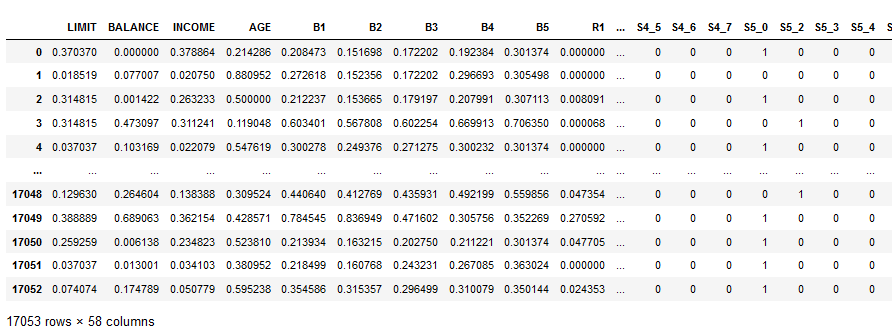 LIMIT BALANCE INCOME AGE B1 B2 B3 B4 B5 R1 ... S4_5 S4_6 S4_7 S5_0 S5_2 S5_3 S5_4
0 0.370370 0.000000 0.378864 0.214286 0.208473 0.151698 0.172202 0.192384 0.301374 0.000000 ... 0 0 0 1 0 0 0
1 0.018519 0.077007 0.020750 0.880952 0.272618 0.152356 0.172202 0.296693 0.305498 0.000000 ... 0 0 0 0 0 0 0
2 0.314815 0.001422 0.263233 0.500000 0.212237 0.153665 0.179197 0.207991 0.307113 0.008091 ... 0 0 0 1 0 0 0
3 0.314815 0.473097 0.311241 0.119048 0.603401 0.567808 0.602254 0.669913 0.706350 0.000068 ... 0 0 0 0 1 0 0
4 0.037037 0.103169 0.022079 0.547619 0.300278 0.249376 0.271275 0.300232 0.301374 0.000000 ... 0 0 0 1 0 0 0
... ... ... ... ... ... ... ... ... ... ... ... ... ... ... ... ... ... ...
17048 0.129630 0.264604 0.138388 0.309524 0.440640 0.412769 0.435931 0.492199 0.559856 0.047354 ... 0 0 0 0 1 0 0
17049 0.388889 0.689063 0.362154 0.428571 0.784545 0.836949 0.471602 0.305756 0.352269 0.270592 ... 0 0 0 1 0 0 0
17050 0.259259 0.006138 0.234823 0.523810 0.213934 0.163215 0.202750 0.211221 0.301374 0.047705 ... 0 0 0 1 0 0 0
17051 0.037037 0.013001 0.034103 0.380952 0.218499 0.160768 0.243231 0.267085 0.363024 0.000000 ... 0 0 0 1 0 0 0
17052 0.074074 0.174789 0.050779 0.595238 0.354586 0.315357 0.296499 0.310079 0.350144 0.024353 ... 0 0 0 1 0 0 0
17053 rows × 58 columns